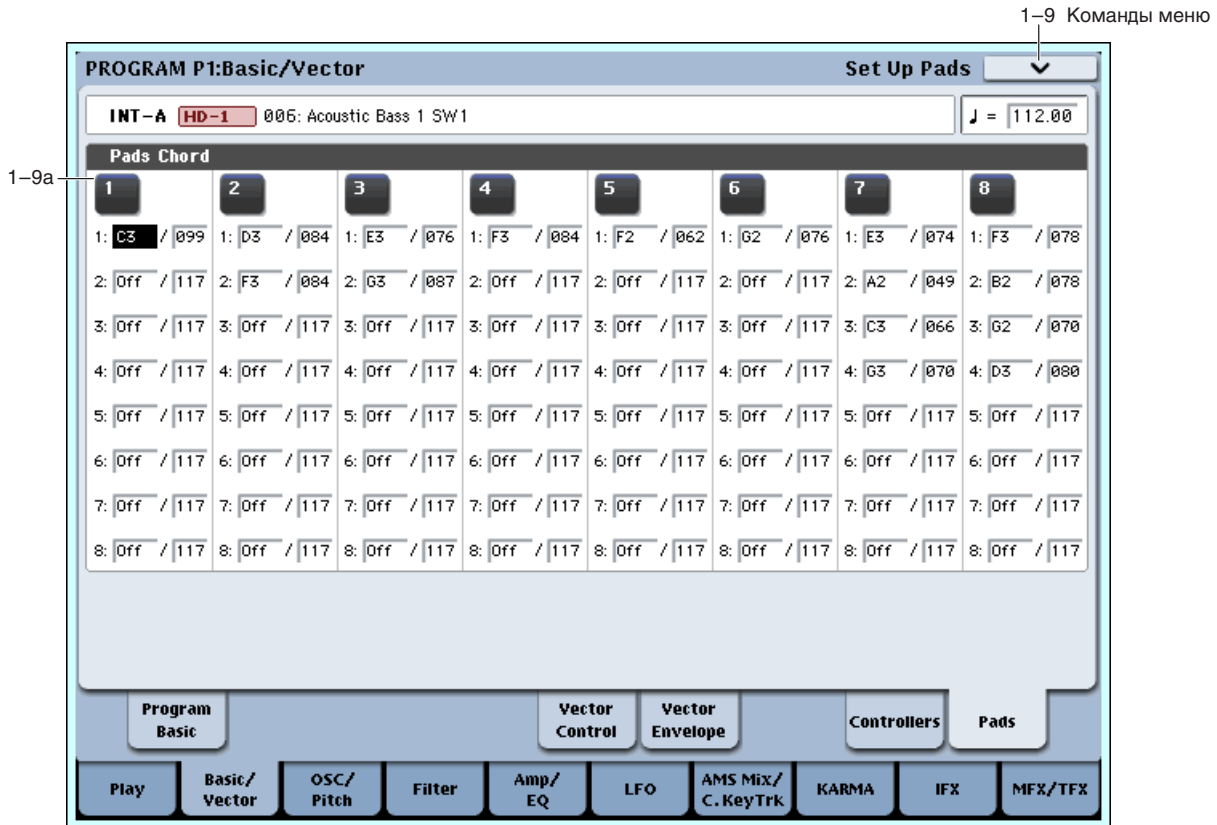 1–9 Команды меню
PROGRAM P1:Basic/Vector Set Up Pads
INT-A HD-1 006: Acoustic Bass 1 SW1 ♩ = 112.00
Pads Chord
1–9a
1 2 3 4 5 6 7 8
1: C3 / 099 1: D3 / 084 1: E3 / 076 1: F3 / 084 1: F2 / 062 1: G2 / 076 1: E3 / 074 1: F3 / 078
2: Off / 117 2: F3 / 084 2: G3 / 087 2: Off / 117 2: Off / 117 2: Off / 117 2: A2 / 049 2: B2 / 078
3: Off / 117 3: Off / 117 3: Off / 117 3: Off / 117 3: Off / 117 3: Off / 117 3: C3 / 066 3: G2 / 070
4: Off / 117 4: Off / 117 4: Off / 117 4: Off / 117 4: Off / 117 4: Off / 117 4: G3 / 070 4: D3 / 080
5: Off / 117 5: Off / 117 5: Off / 117 5: Off / 117 5: Off / 117 5: Off / 117 5: Off / 117 5: Off / 117
6: Off / 117 6: Off / 117 6: Off / 117 6: Off / 117 6: Off / 117 6: Off / 117 6: Off / 117 6: Off / 117
7: Off / 117 7: Off / 117 7: Off / 117 7: Off / 117 7: Off / 117 7: Off / 117 7: Off / 117 7: Off / 117
8: Off / 117 8: Off / 117 8: Off / 117 8: Off / 117 8: Off / 117 8: Off / 117 8: Off / 117 8: Off / 117
Program Basic
Vector Control
Vector Envelope
Controllers
Pads
Play
Basic/ Vector
OSC/ Pitch
Filter
Amp/ EQ
LFO
AMS Mix/ C.KeyTrk
KARMA
IFX
MFX/TFX